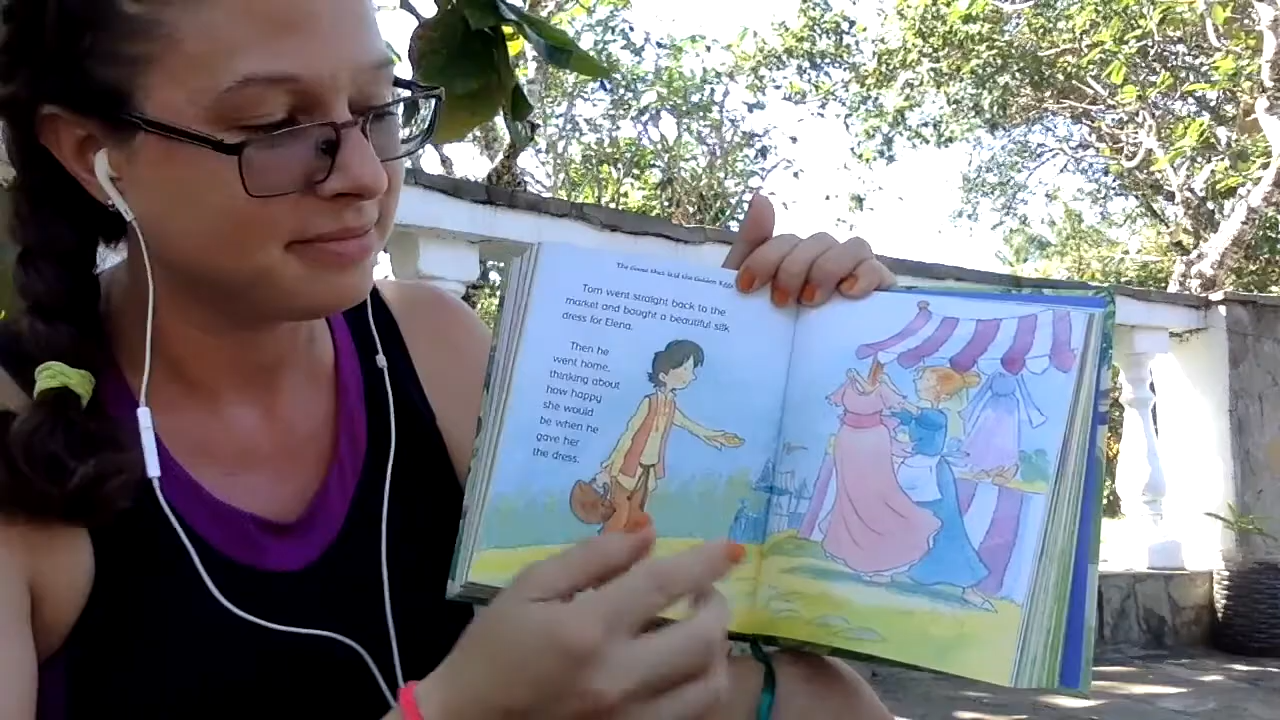 The Goose that laid the Golden Eggs
Tom went straight back to the
market and bought a beautiful silk
dress for Elena.
Then he
went home,
thinking about
how happy
she would
be when he
gave her
the dress.